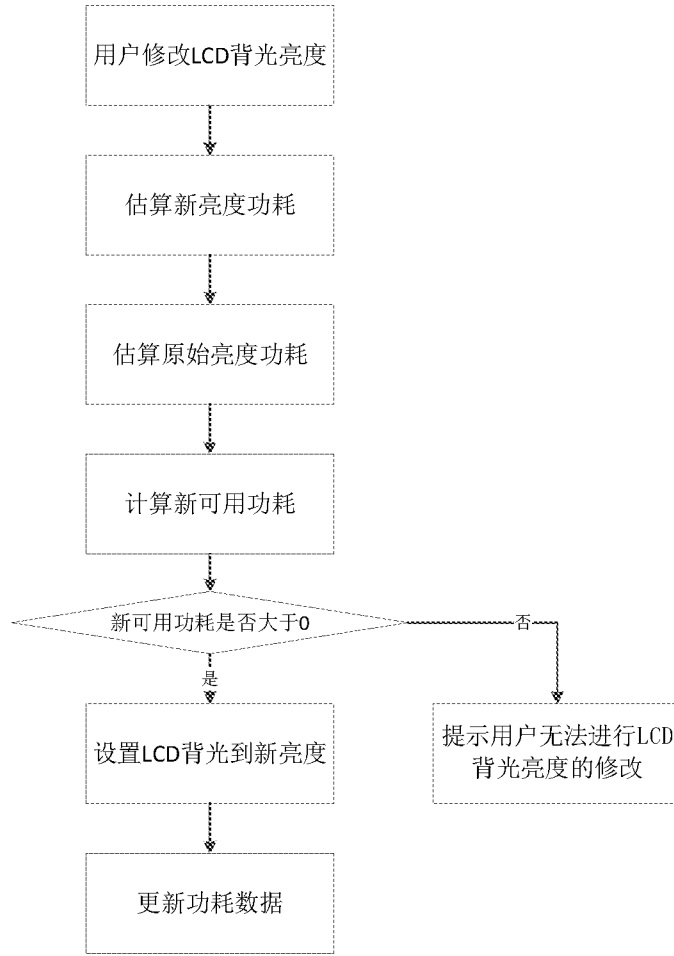 用户修改LCD背光亮度
估算新亮度功耗
估算原始亮度功耗
计算新可用功耗
新可用功耗是否大于0
否
是
设置LCD背光到新亮度
提示用户无法进行LCD
背光亮度的修改
更新功耗数据